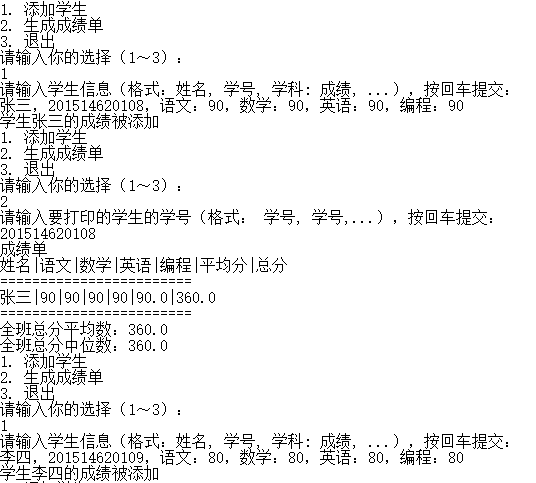 1. 添加学生
2. 生成成绩单
3. 退出
请输入你的选择（1～3）：
1
请输入学生信息（格式：姓名, 学号, 学科: 成绩, ...），按回车提交：
张三, 201514620108, 语文：90, 数学：90, 英语：90, 编程：90
学生张三的成绩被添加
1. 添加学生
2. 生成成绩单
3. 退出
请输入你的选择（1～3）：
2
请输入要打印的学生的学号（格式： 学号, 学号,...），按回车提交：
201514620108
成绩单
姓名|语文|数学|英语|编程|平均分|总分
========================
张三|90|90|90|90|90.0|360.0
========================
全班总分平均数：360.0
全班总分中位数：360.0
1. 添加学生
2. 生成成绩单
3. 退出
请输入你的选择（1～3）：
1
请输入学生信息（格式：姓名, 学号, 学科: 成绩, ...），按回车提交：
李四, 201514620109, 语文：80, 数学：80, 英语：80, 编程：80
学生李四的成绩被添加